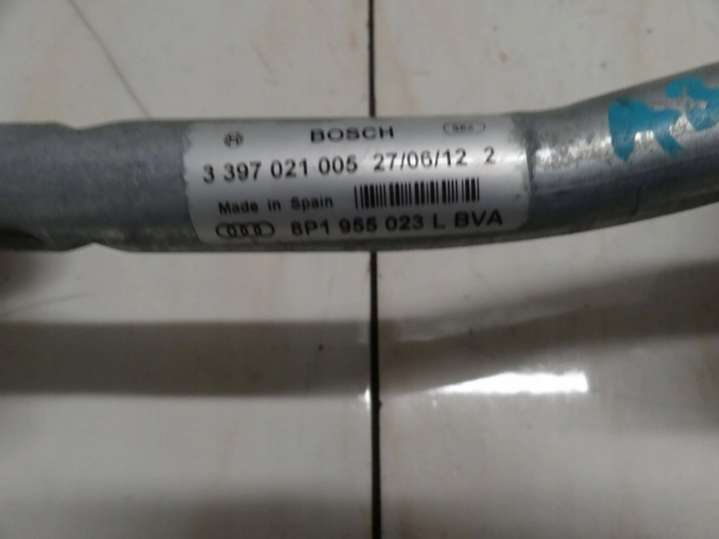 BOSCH
3 397 021 005 27/06/12 2
Made in Spain
8P1 955 023 L BVA